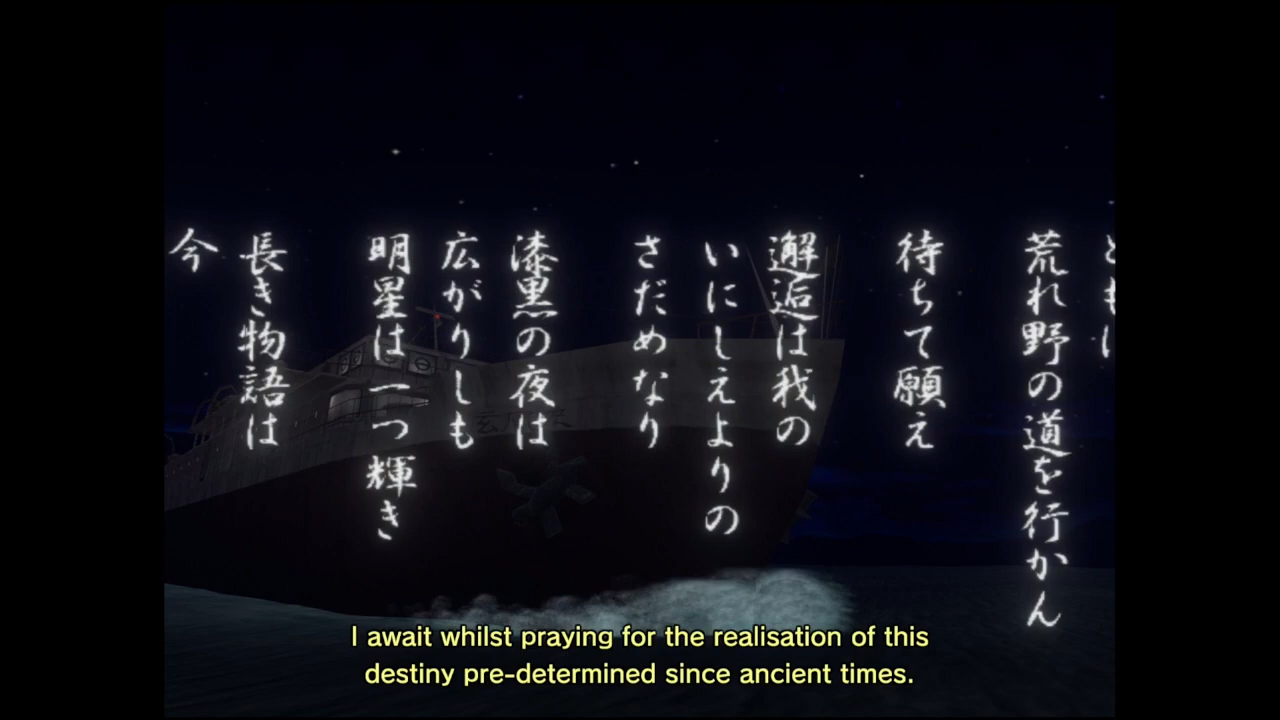 ともに
荒れ野の道を行かん
待ちて願え
邂逅は我の
いにしえよりの
さだめなり
漆黒の夜は
広がりしも
明星は一つ輝き
長き物語は
今
I await whilst praying for the realisation of this
destiny pre-determined since ancient times.